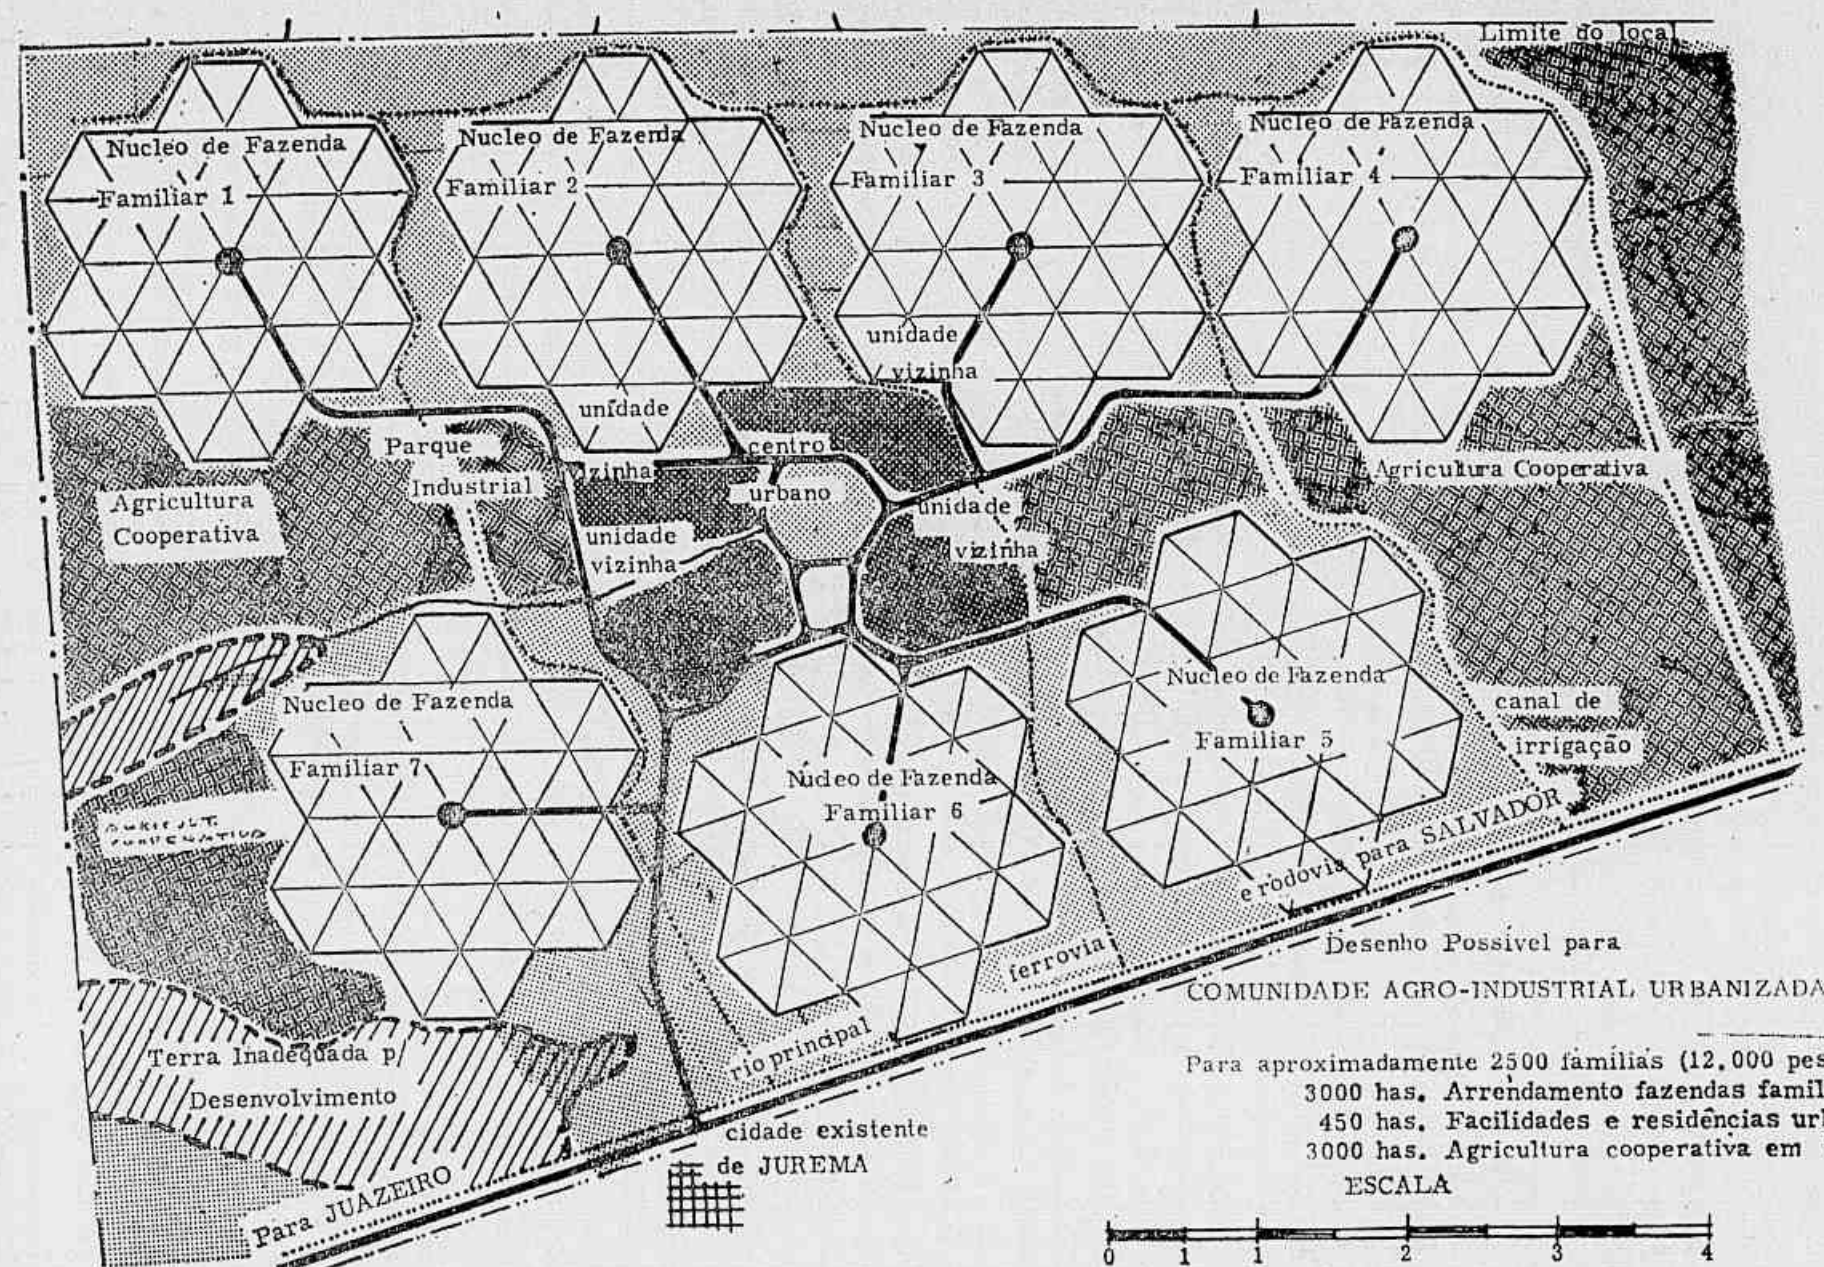 Limite do local
Nucleo de Fazenda
Familiar 1
Nucleo de Fazenda
Familiar 2
Nucleo de Fazenda
Familiar 3
Nucleo de Fazenda
Familiar 4
unidade
vizinha
unidade
izinha
centro
urbano
Parque
Industrial
Agricultura
Cooperativa
unidade
vizinha
unidade
vizinha
Agricultura Cooperativa
Nucleo de Fazenda
Familiar 5
canal de
irrigação
Nucleo de Fazenda
Familiar 7
Núcleo de Fazenda
Familiar 6
e rodovia para SALVADOR
ferrovia
rio principal
Terra Inadequada p/
Desenvolvimento
Para JUAZEIRO
cidade existente
de JUREMA
Desenho Possível para
COMUNIDADE AGRO-INDUSTRIAL URBANIZADA
Para aproximadamente 2500 famílias (12.000 pes
3000 has. Arrendamento fazendas famil
450 has. Facilidades e residências ur
3000 has. Agricultura cooperativa em
ESCALA
0 1 1 2 3 4